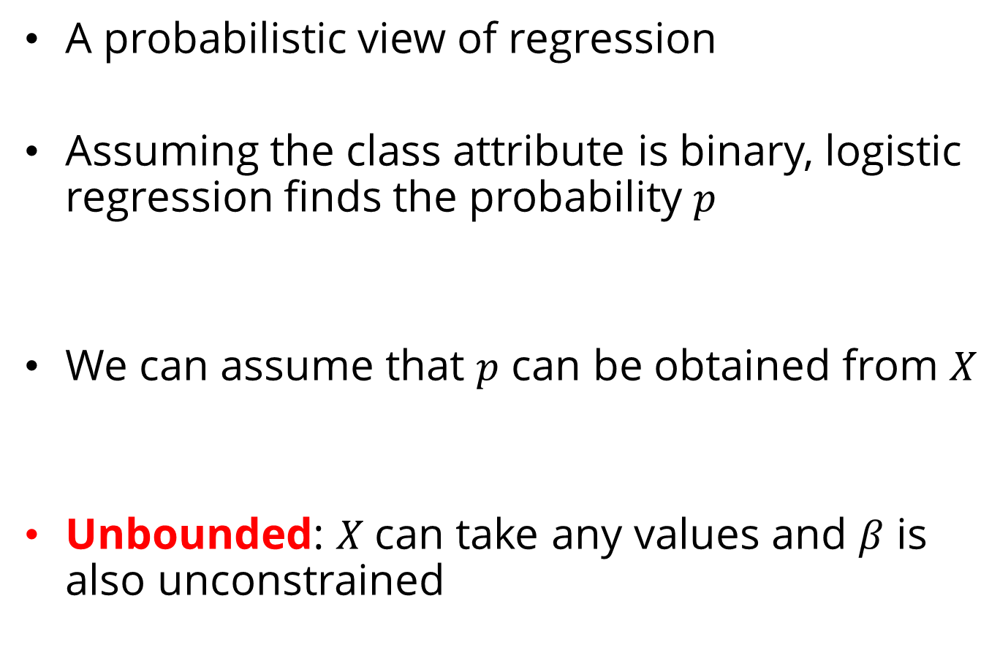 • A probabilistic view of regression
• Assuming the class attribute is binary, logistic
regression finds the probability p
• We can assume that p can be obtained from X
• Unbounded: X can take any values and β is
also unconstrained